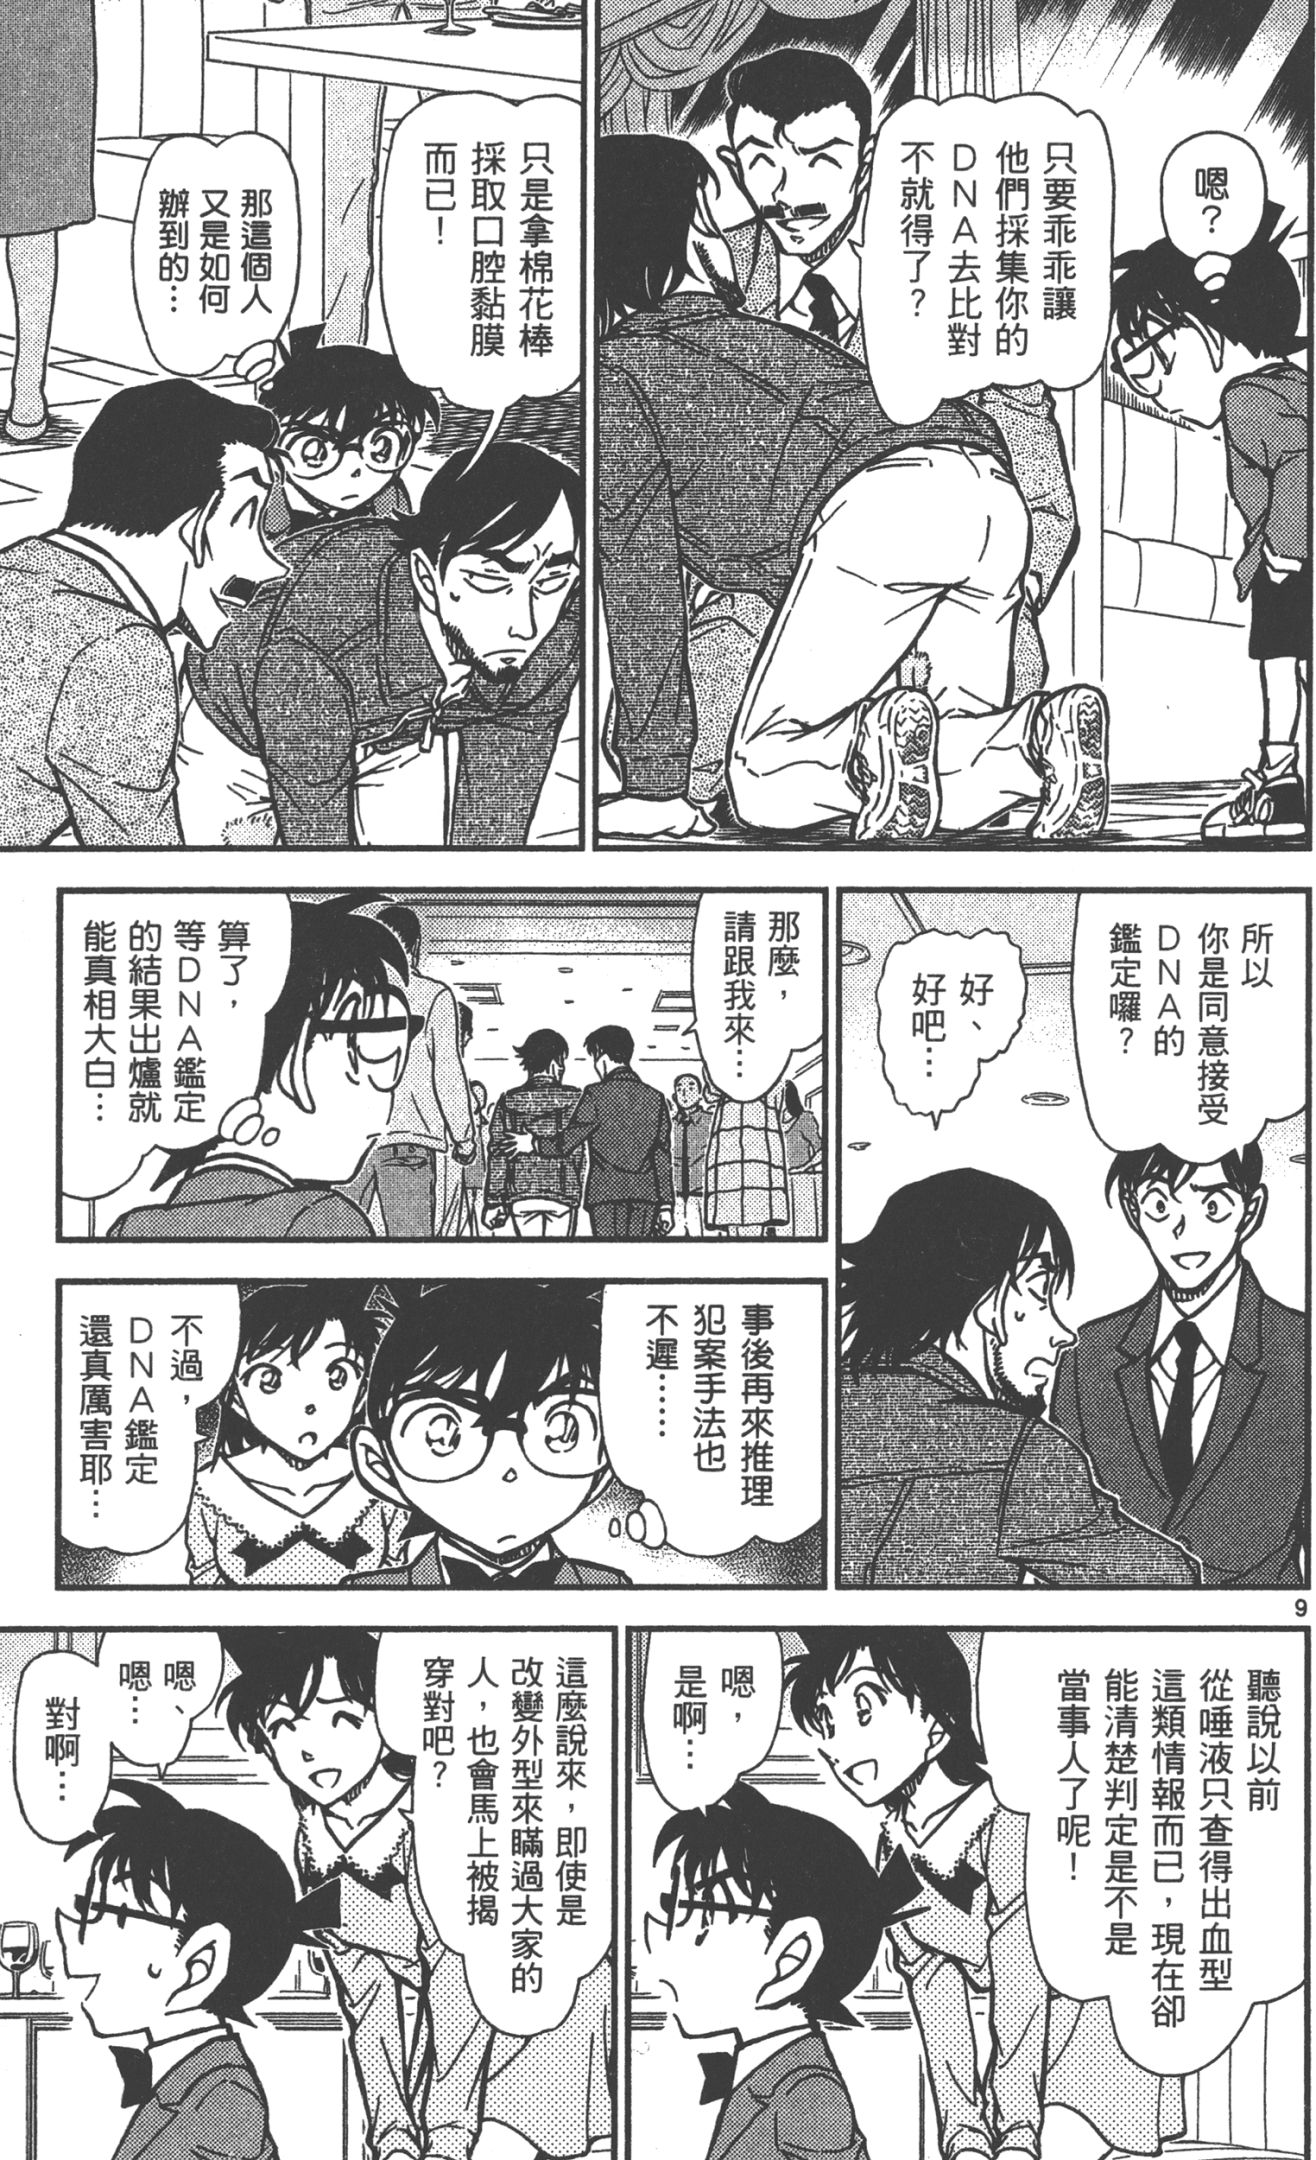 嗯？
只要乖乖讓
他們採集你的
ＤＮＡ去比對
不就得了？
只是拿棉花棒
採取口腔黏膜
而已！
那這個人
又是如何
辦到的…
所以
你是同意接受
ＤＮＡ的
鑑定囉？
好、
好吧…
那麼，
請跟我來…
算了，
等ＤＮＡ鑑定
的結果出爐就
能真相大白…
事後再來推理
犯案手法也
不遲……
不過，
ＤＮＡ鑑定
還真厲害耶…
9
聽說以前
從唾液只查得出血型
這類情報而已，現在卻
能清楚判定是不是
當事人了呢！
嗯，
是啊…
這麼說來，即使是
改變外型來瞞過大家的
人，也會馬上被揭
穿對吧？
嗯、
嗯…
對啊…